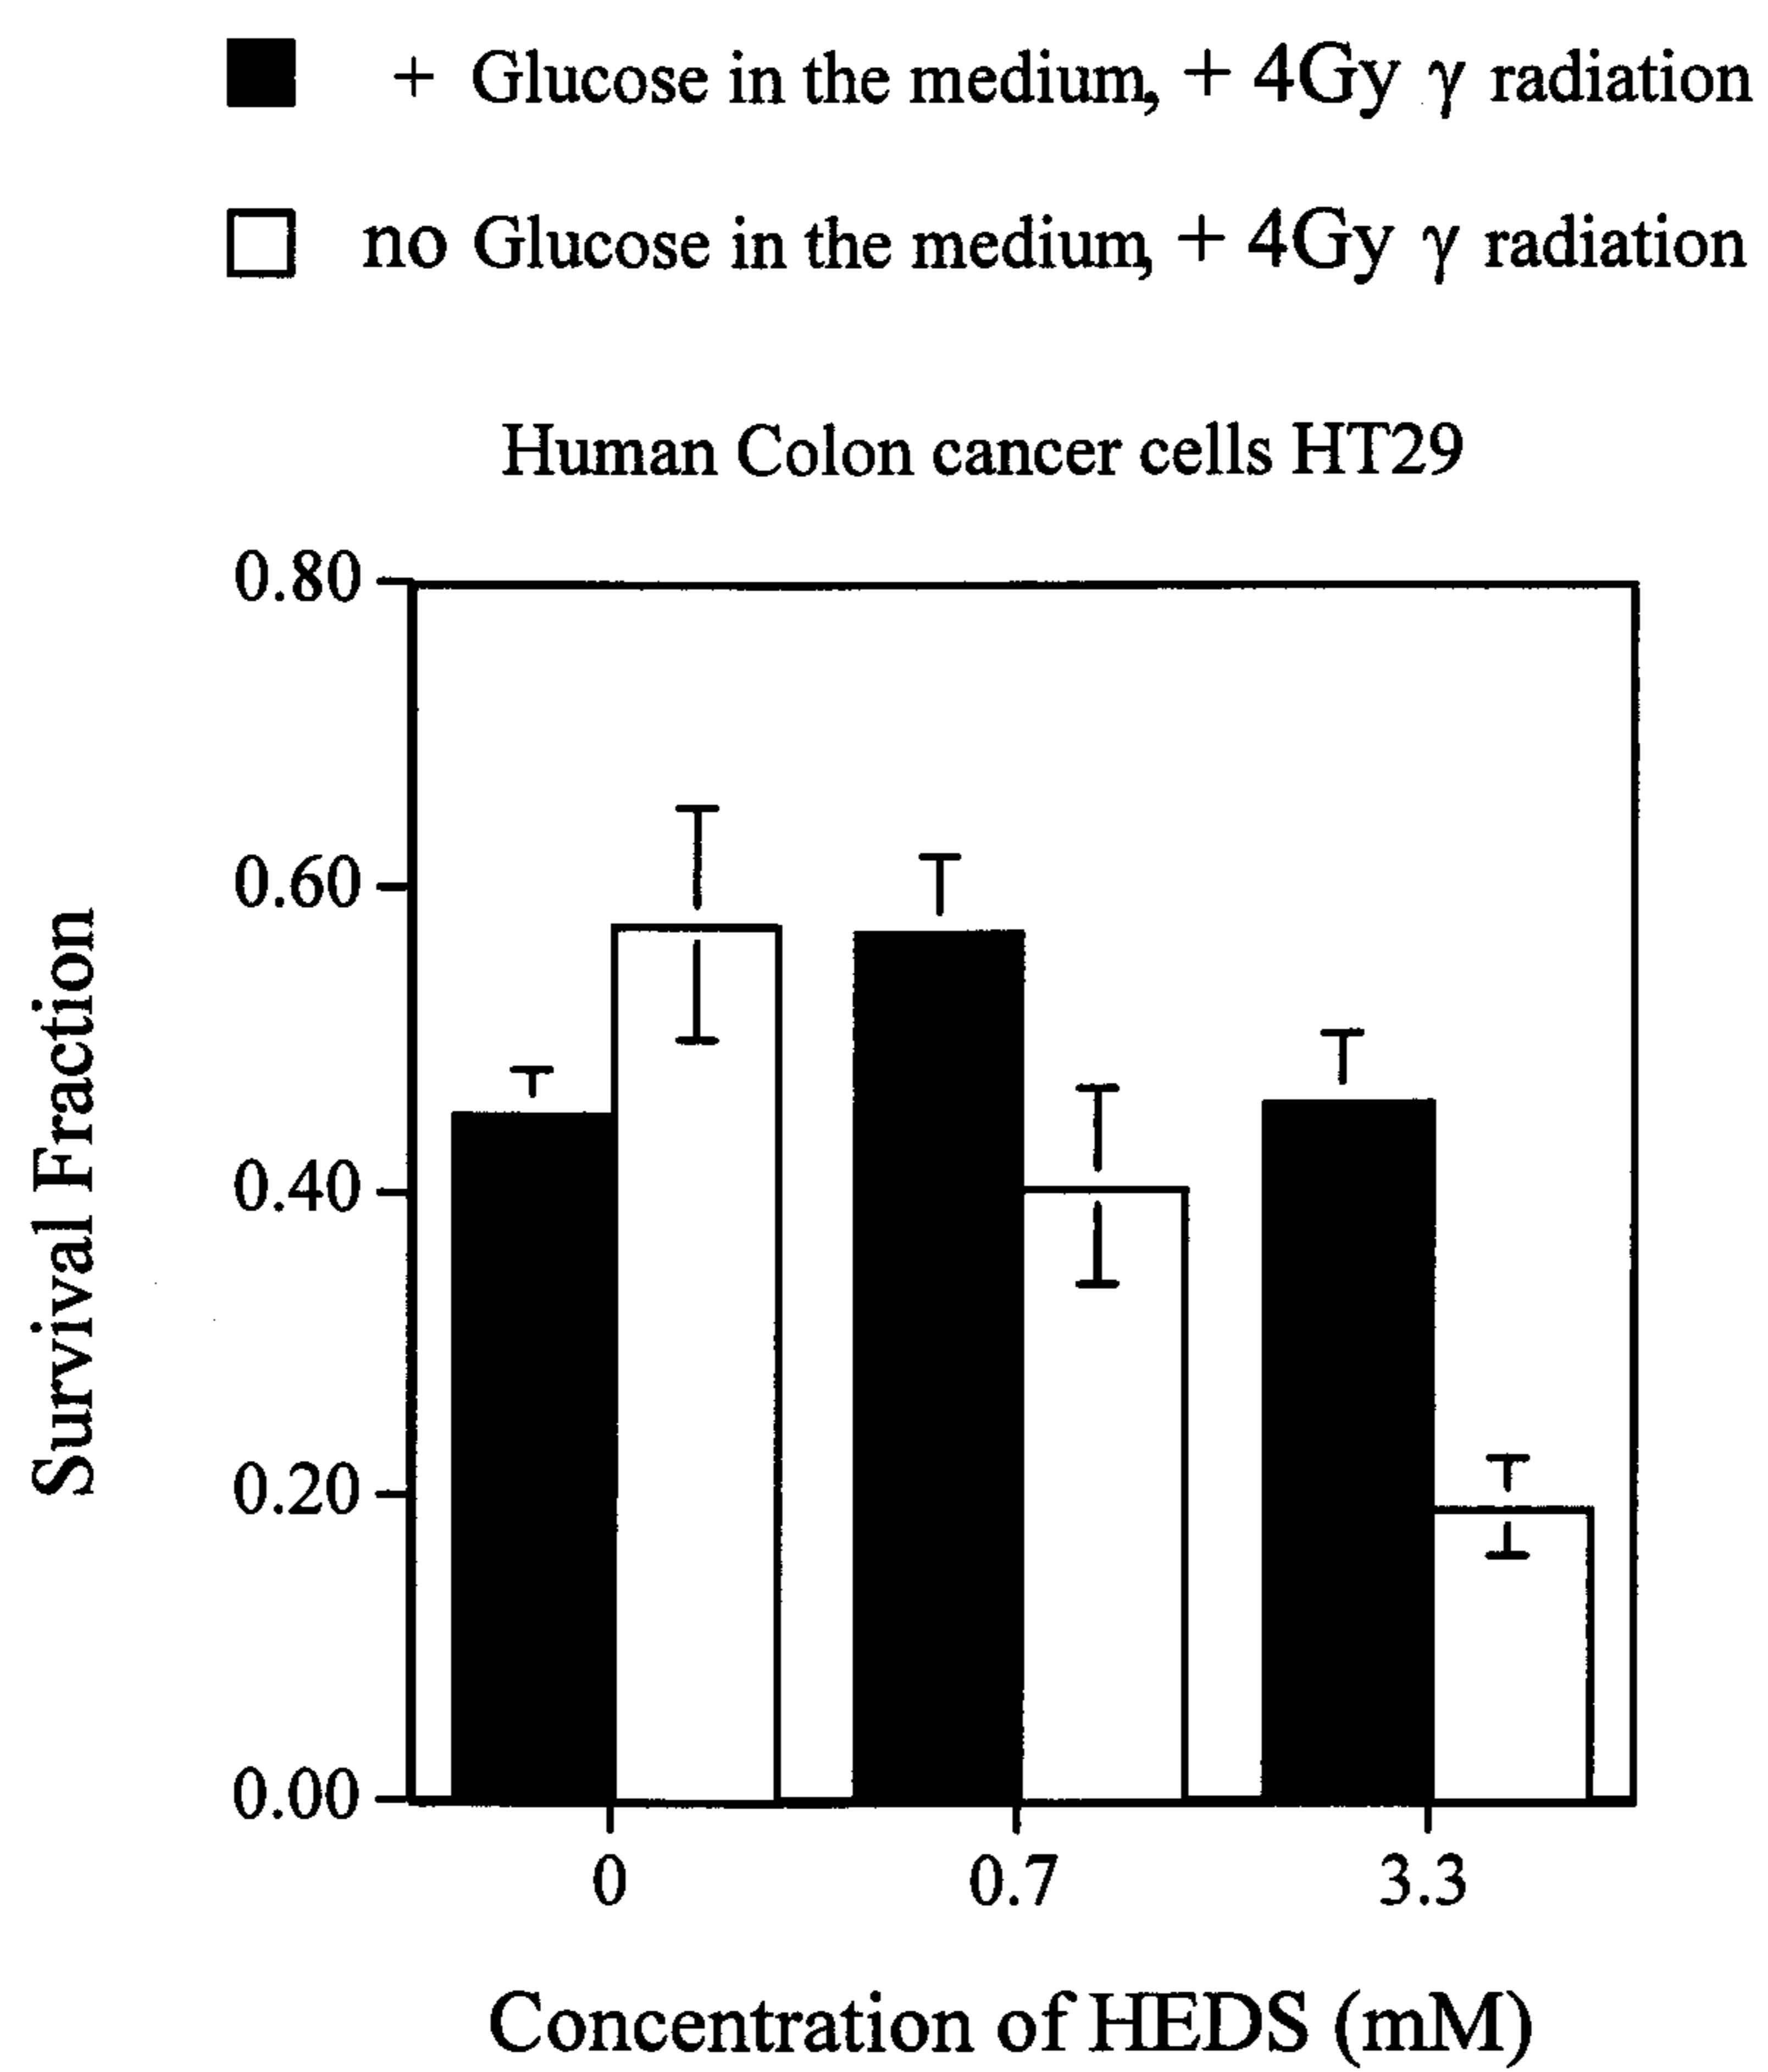 + Glucose in the medium, + 4Gy γ radiation
no Glucose in the medium, + 4Gy γ radiation
Human Colon cancer cells HT29
0.80
0.60
0.40
0.20
0.00
Survival Fraction
0 0.7 3.3
Concentration of HEDS (mM)